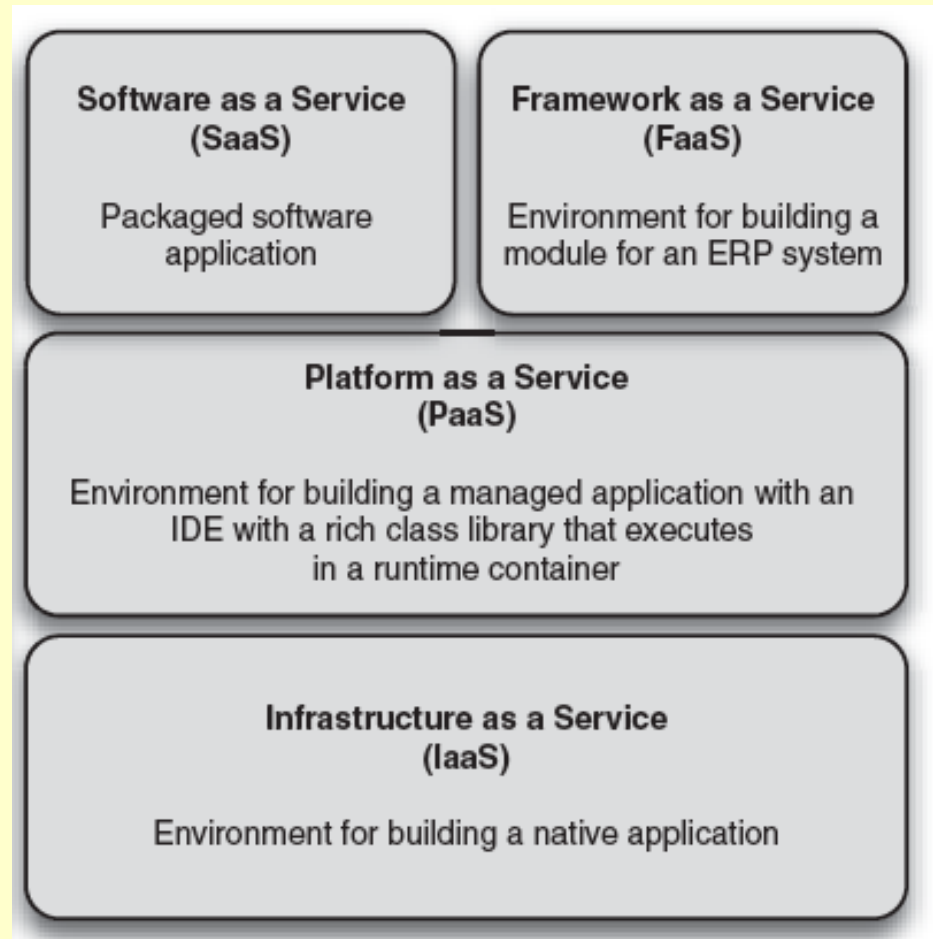 Software as a Service
(SaaS)
Packaged software
application
Framework as a Service
(FaaS)
Environment for building a
module for an ERP system
Platform as a Service
(PaaS)
Environment for building a managed application with an
IDE with a rich class library that executes
in a runtime container
Infrastructure as a Service
(IaaS)
Environment for building a native application